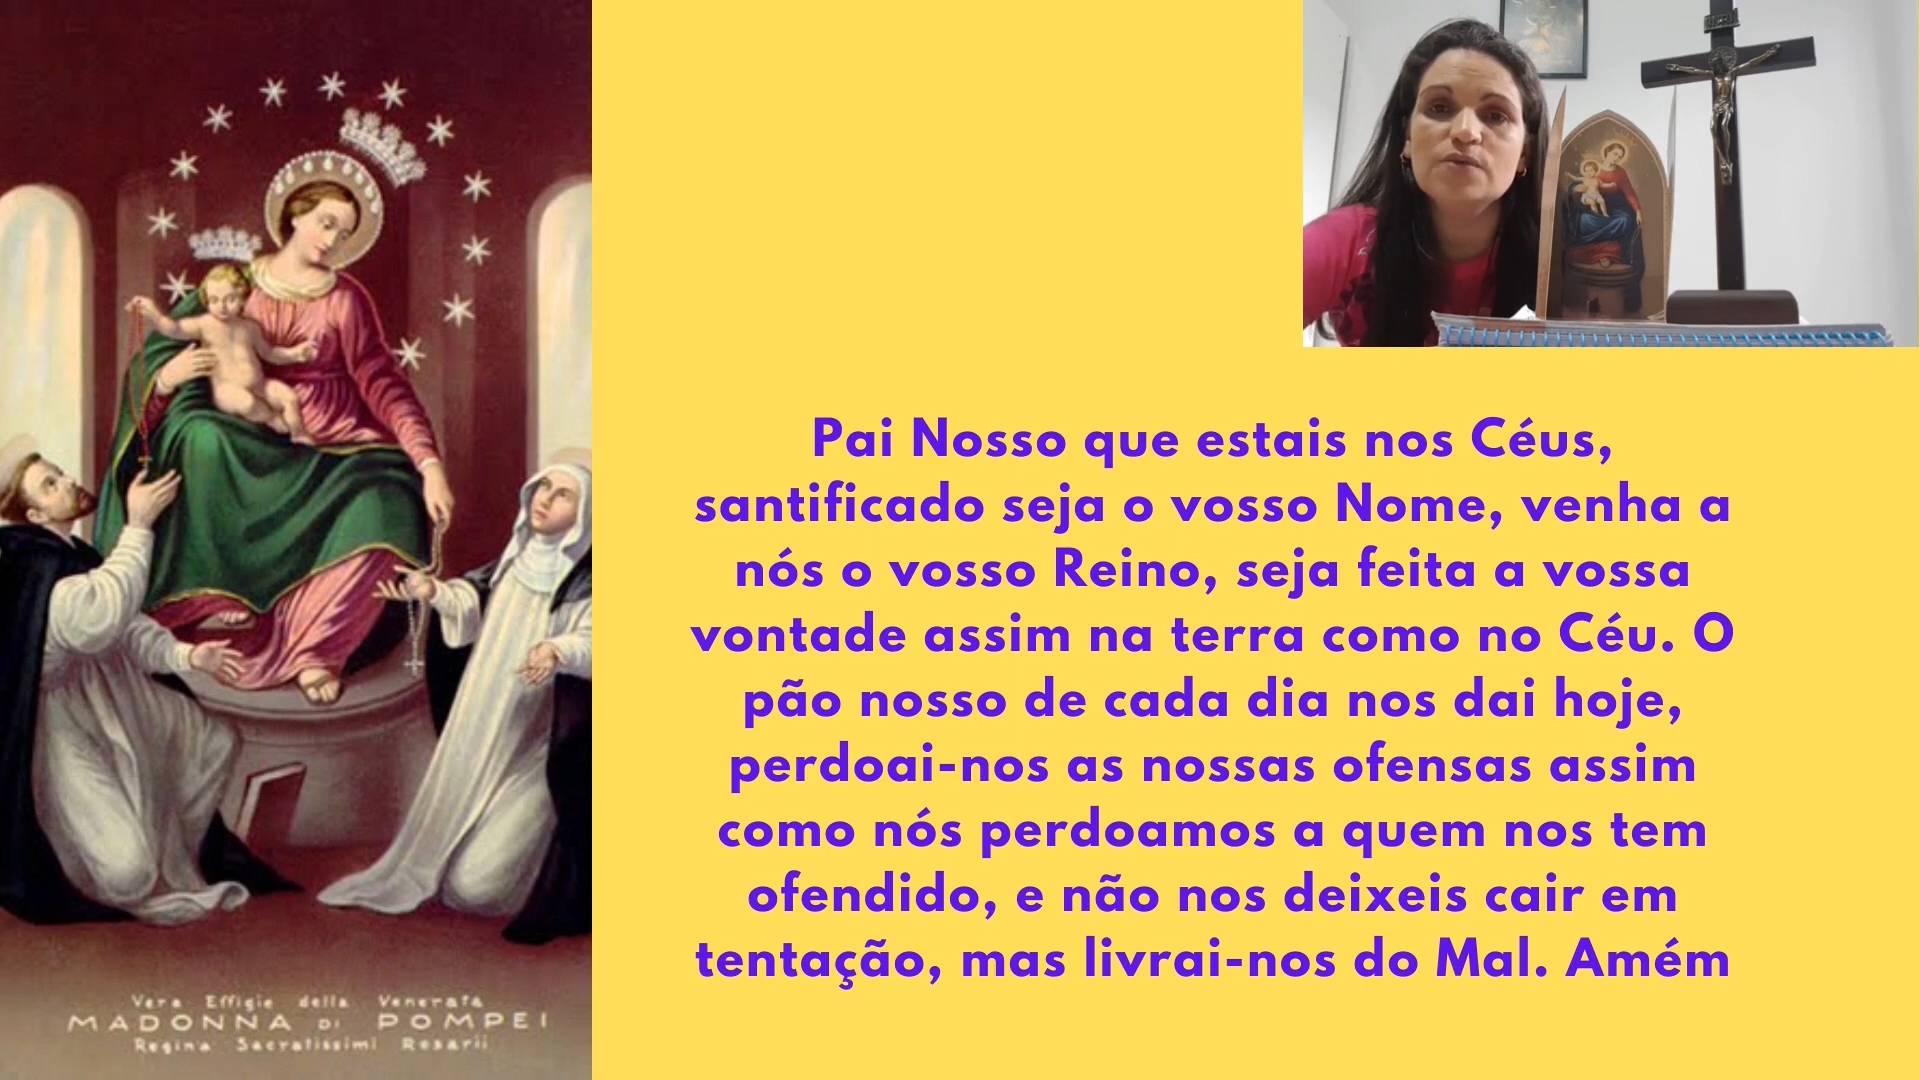 Pai Nosso que estais nos Céus,
santificado seja o vosso Nome, venha a
nós o vosso Reino, seja feita a vossa
vontade assim na terra como no Céu. O
pão nosso de cada dia nos dai hoje,
perdoai-nos as nossas ofensas assim
como nós perdoamos a quem nos tem
ofendido, e não nos deixeis cair em
tentação, mas livrai-nos do Mal. Amém
Vera Effigie della Venerata
MADONNA DI POMPEI
Regina Sacratissimi Rosarii